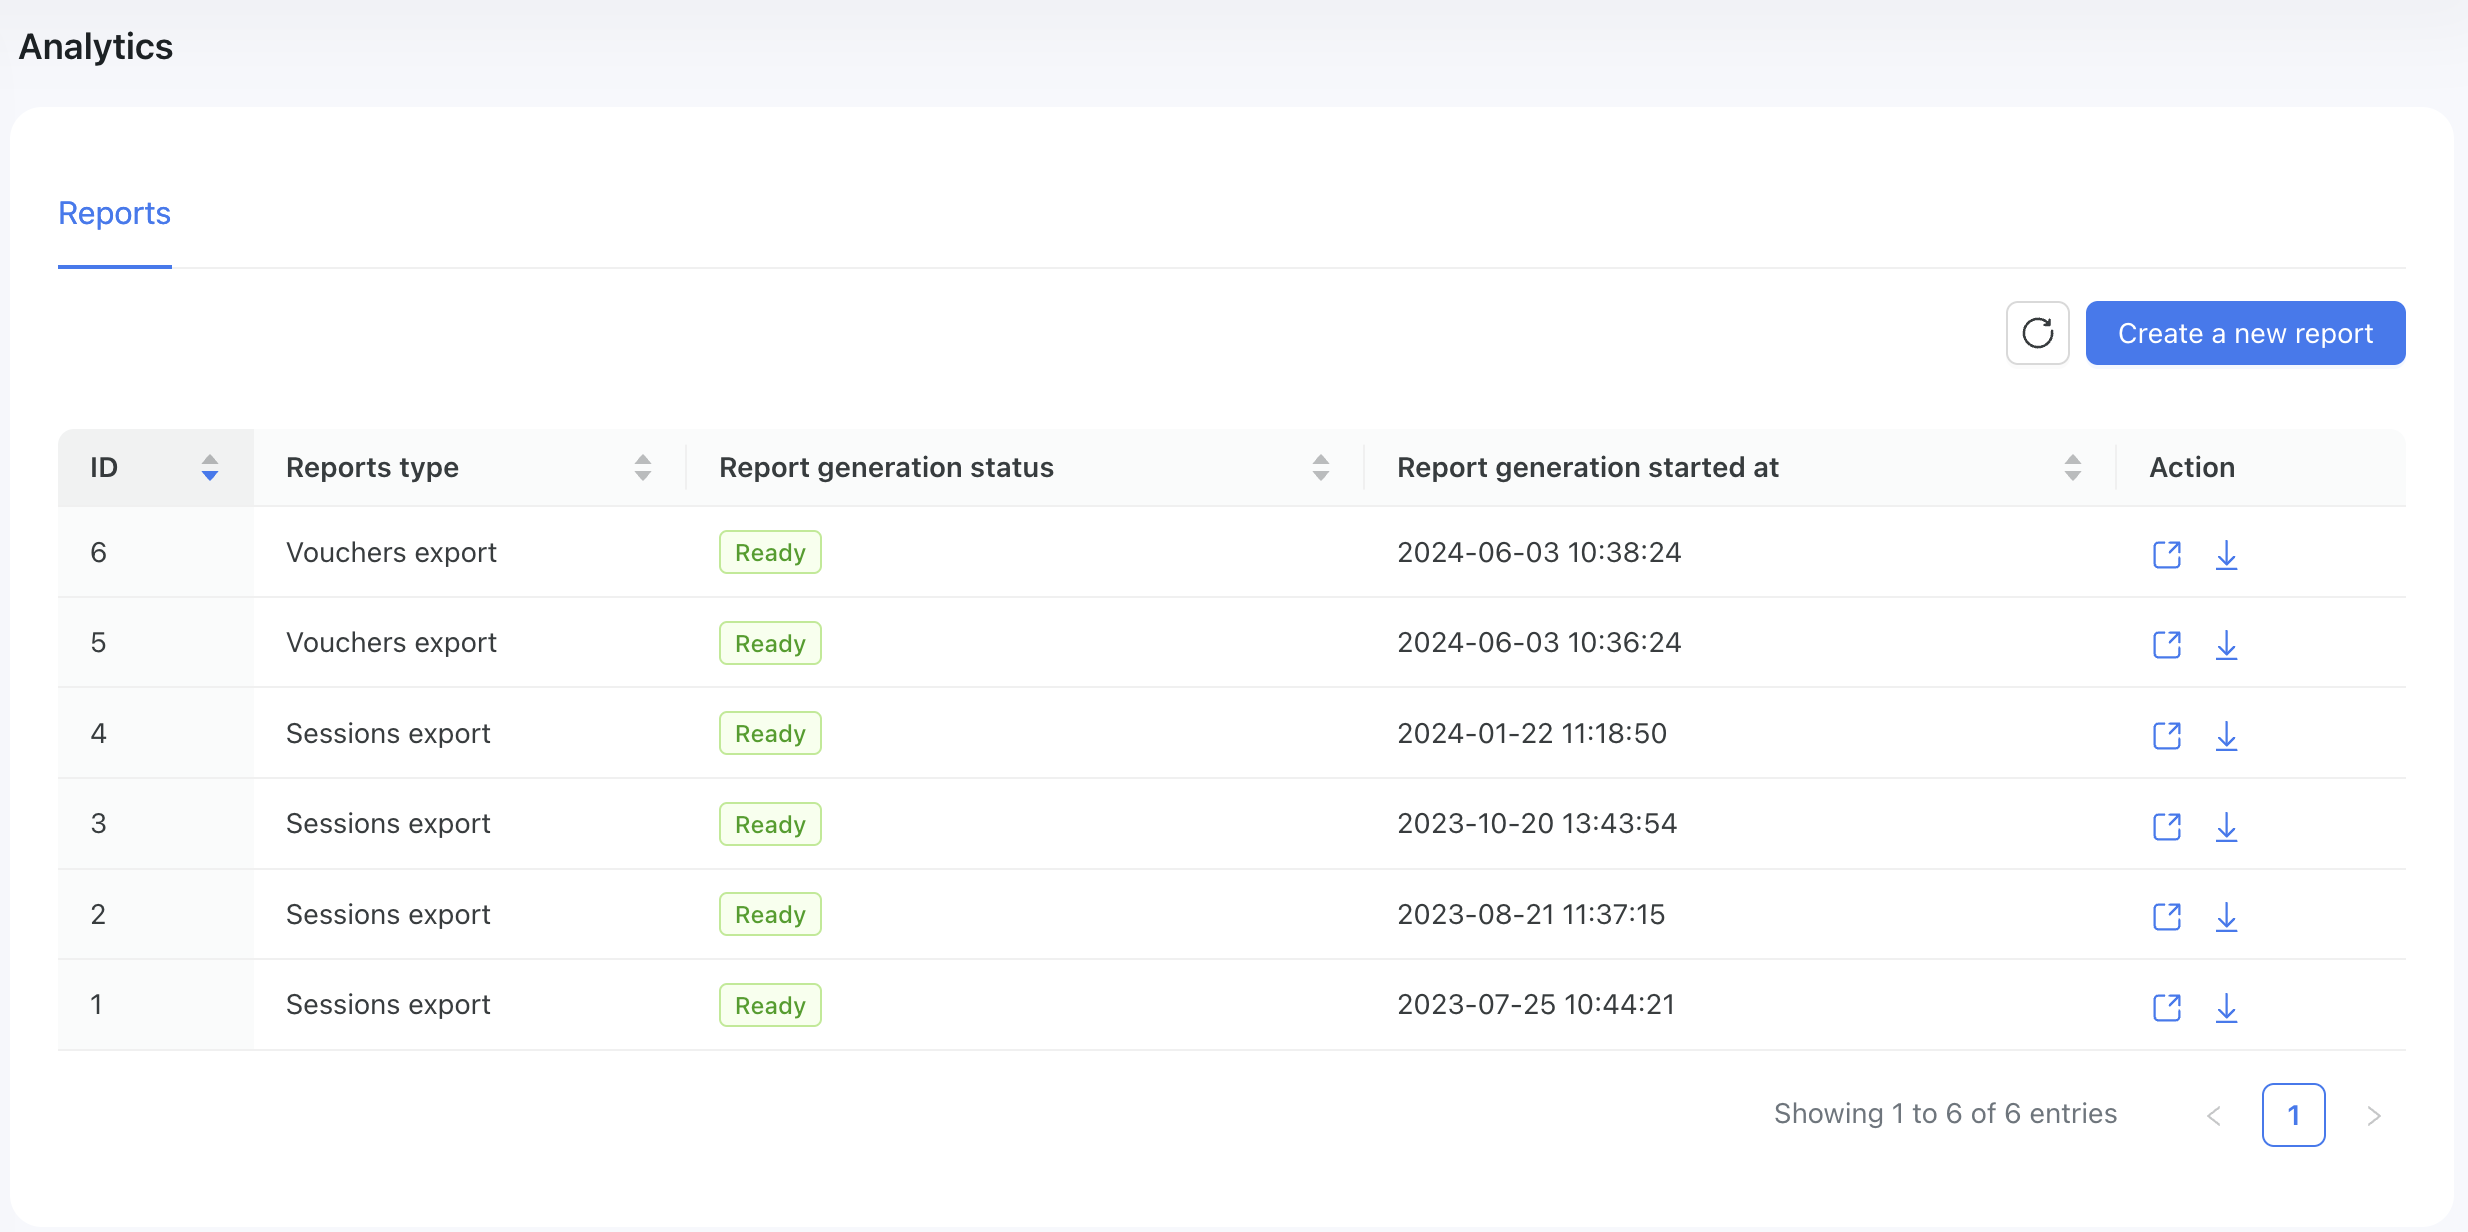 Analytics
Reports
Create a new report
ID Reports type Report generation status Report generation started at Action
6 Vouchers export Ready 2024-06-03 10:38:24
5 Vouchers export Ready 2024-06-03 10:36:24
4 Sessions export Ready 2024-01-22 11:18:50
3 Sessions export Ready 2023-10-20 13:43:54
2 Sessions export Ready 2023-08-21 11:37:15
1 Sessions export Ready 2023-07-25 10:44:21
Showing 1 to 6 of 6 entries 1